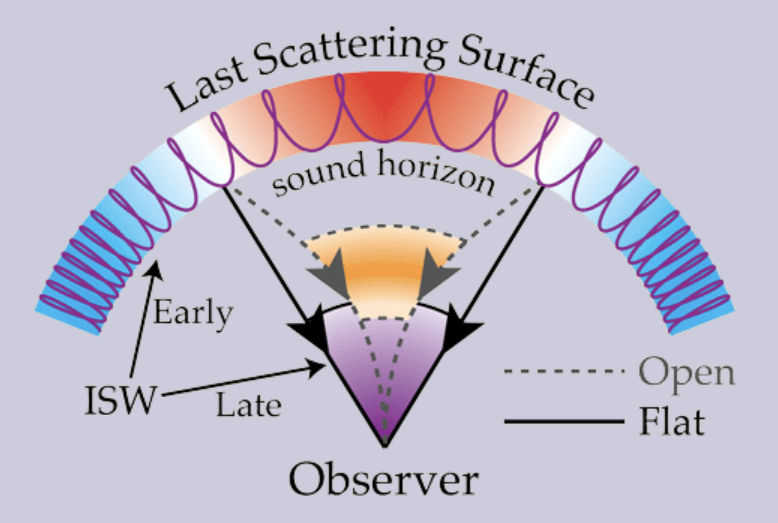 Last Scattering Surface
sound horizon
Early
ISW
Late
Open
Flat
Observer